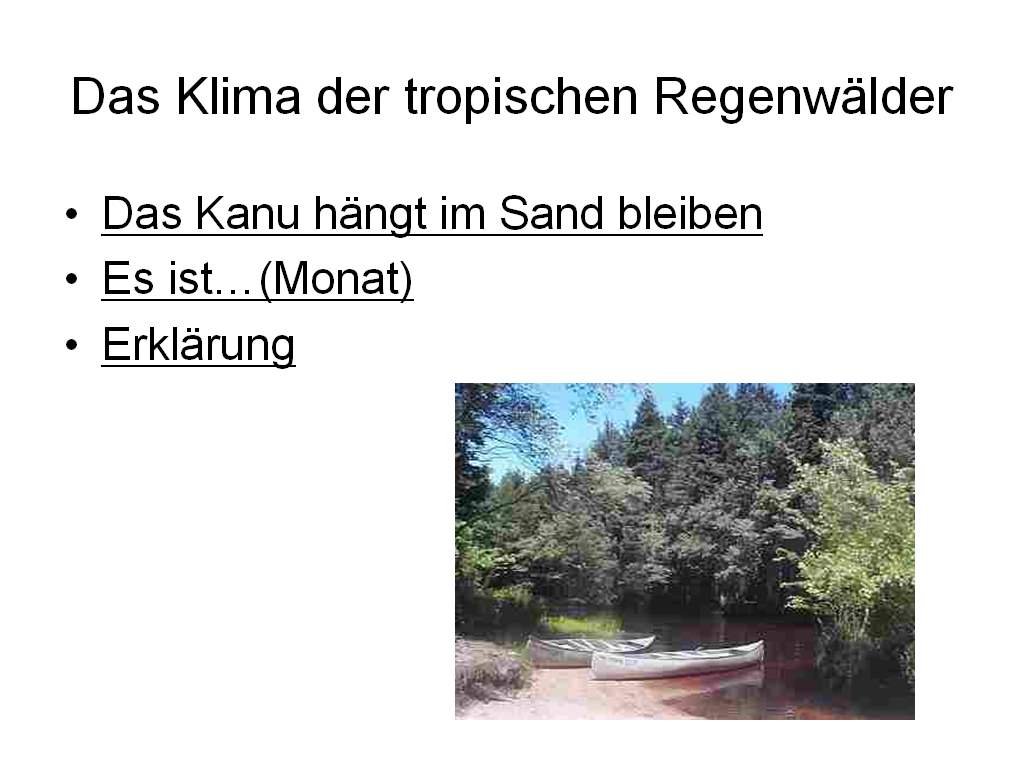 Das Klima der tropischen Regenwälder
• Das Kanu hängt im Sand bleiben
• Es ist…(Monat)
• Erklärung